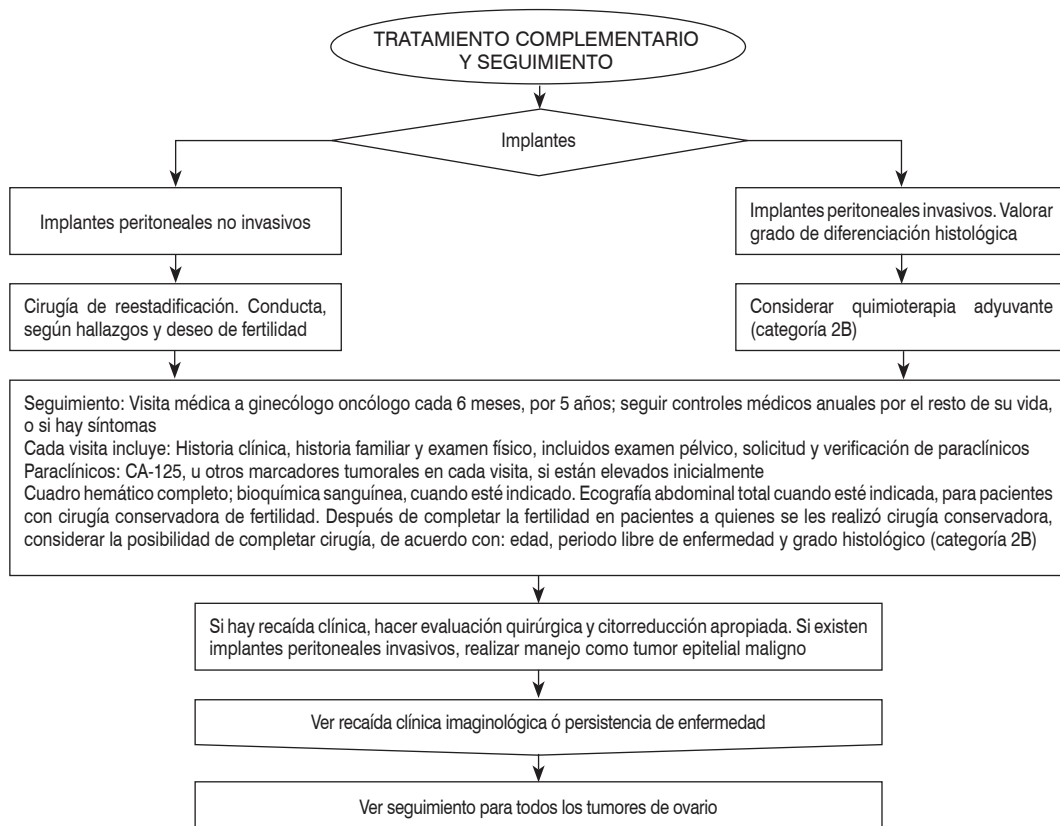 TRATAMIENTO COMPLEMENTARIO
Y SEGUIMIENTO
Implantes
Implantes peritoneales no invasivos
Implantes peritoneales invasivos. Valorar
grado de diferenciación histológica
Cirugía de reestadificación. Conducta,
según hallazgos y deseo de fertilidad
Considerar quimioterapia adyuvante
(categoría 2B)
Seguimiento: Visita médica a ginecólogo oncólogo cada 6 meses, por 5 años; seguir controles médicos anuales por el resto de su vida,
o si hay síntomas
Cada visita incluye: Historia clínica, historia familiar y examen físico, incluidos examen pélvico, solicitud y verificación de paraclínicos
Paraclínicos: CA-125, u otros marcadores tumorales en cada visita, si están elevados inicialmente
Cuadro hemático completo; bioquímica sanguínea, cuando esté indicado. Ecografía abdominal total cuando esté indicada, para pacientes
con cirugía conservadora de fertilidad. Después de completar la fertilidad en pacientes a quienes se les realizó cirugía conservadora,
considerar la posibilidad de completar cirugía, de acuerdo con: edad, periodo libre de enfermedad y grado histológico (categoría 2B)
Si hay recaída clínica, hacer evaluación quirúrgica y citorreducción apropiada. Si existen
implantes peritoneales invasivos, realizar manejo como tumor epitelial maligno
Ver recaída clínica imaginológica ó persistencia de enfermedad
Ver seguimiento para todos los tumores de ovario